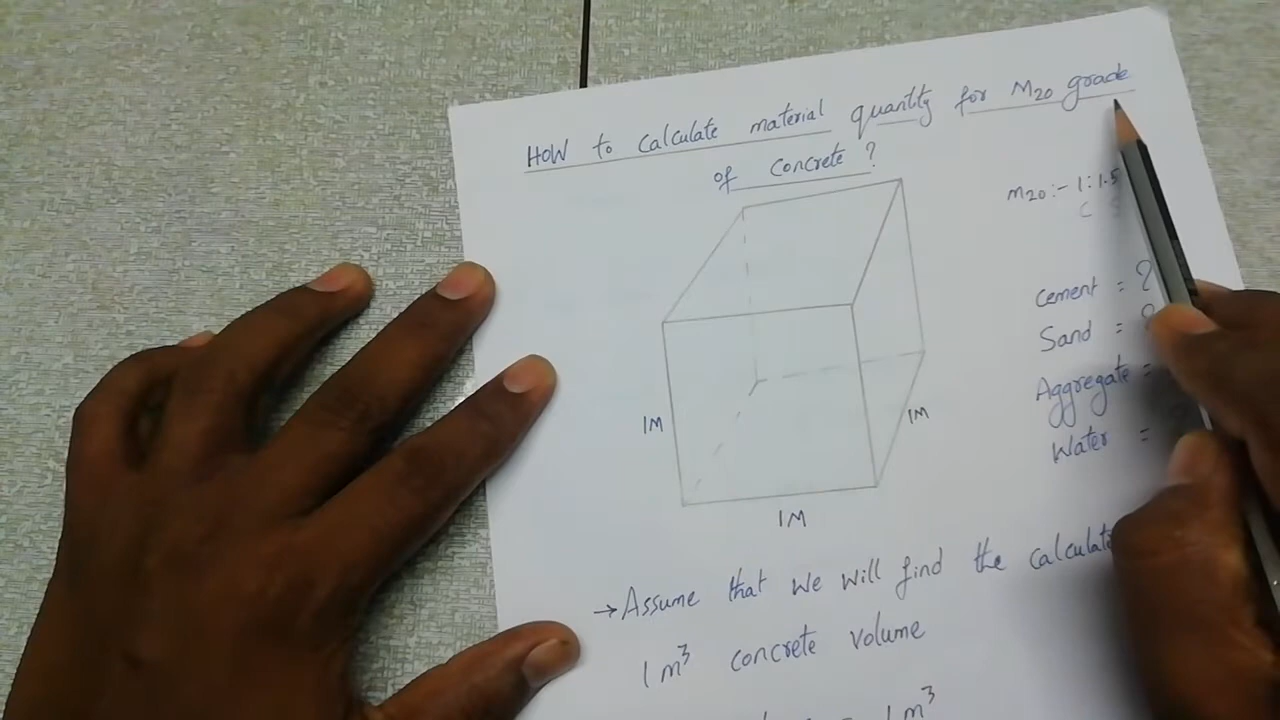 HOW to Calculate material quantity for M20 grade
of Concrete ?
M20 :- 1 : 1.5
C
Cement = ?
Sand =
Aggregate =
Water =
1M
1M
1M
→ Assume that we will find the
1m³ concrete volume
= 1m³